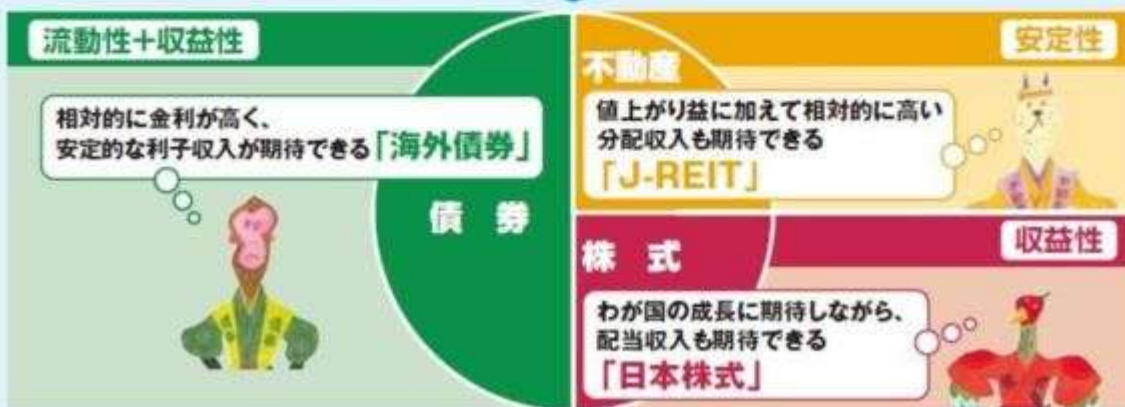 流動性+収益性
相対的に金利が高く、
安定的な利子収入が期待できる「海外債券」
債券
不動産
安定性
値上がり益に加えて相対的に高い
分配収入も期待できる
「J-REIT」
株式
収益性
わが国の成長に期待しながら、
配当収入も期待できる
「日本株式」